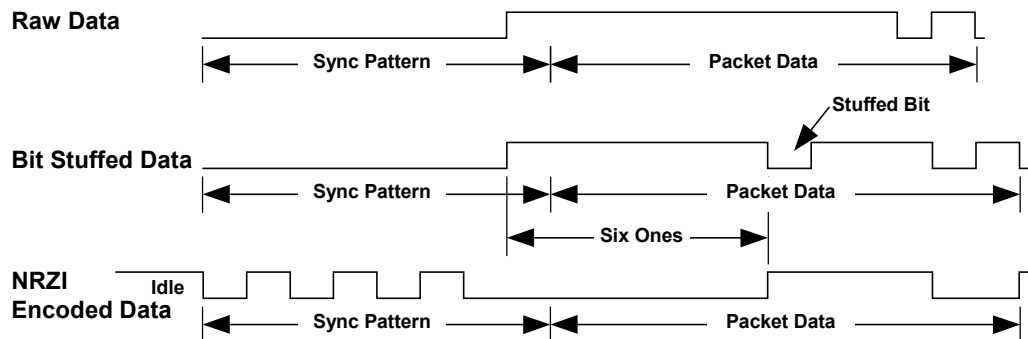 Raw Data
Sync Pattern
Packet Data
Stuffed Bit
Bit Stuffed Data
Sync Pattern
Packet Data
Six Ones
NRZI
Idle
Encoded Data
Sync Pattern
Packet Data